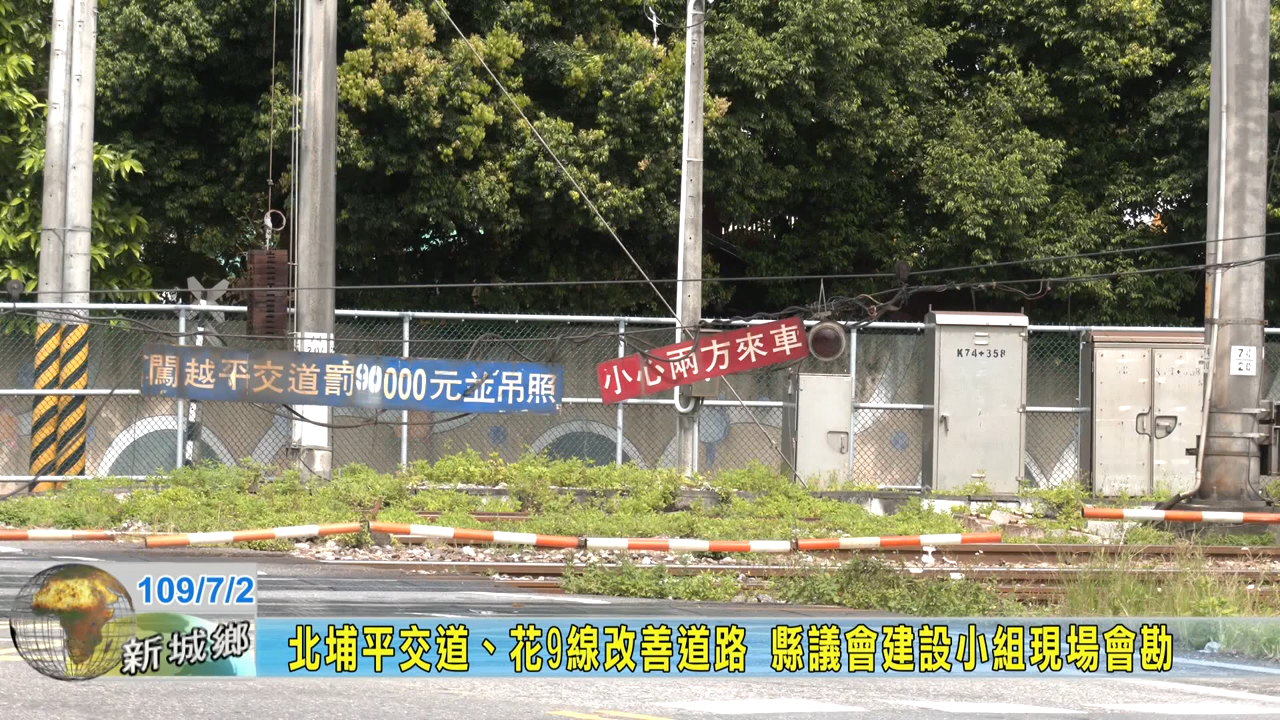 闖越平交道罰90000元並吊照
小心兩方來車
K74+358
74
20
109/7/2
新城鄉
北埔平交道、花9線改善道路 縣議會建設小組現場會勘